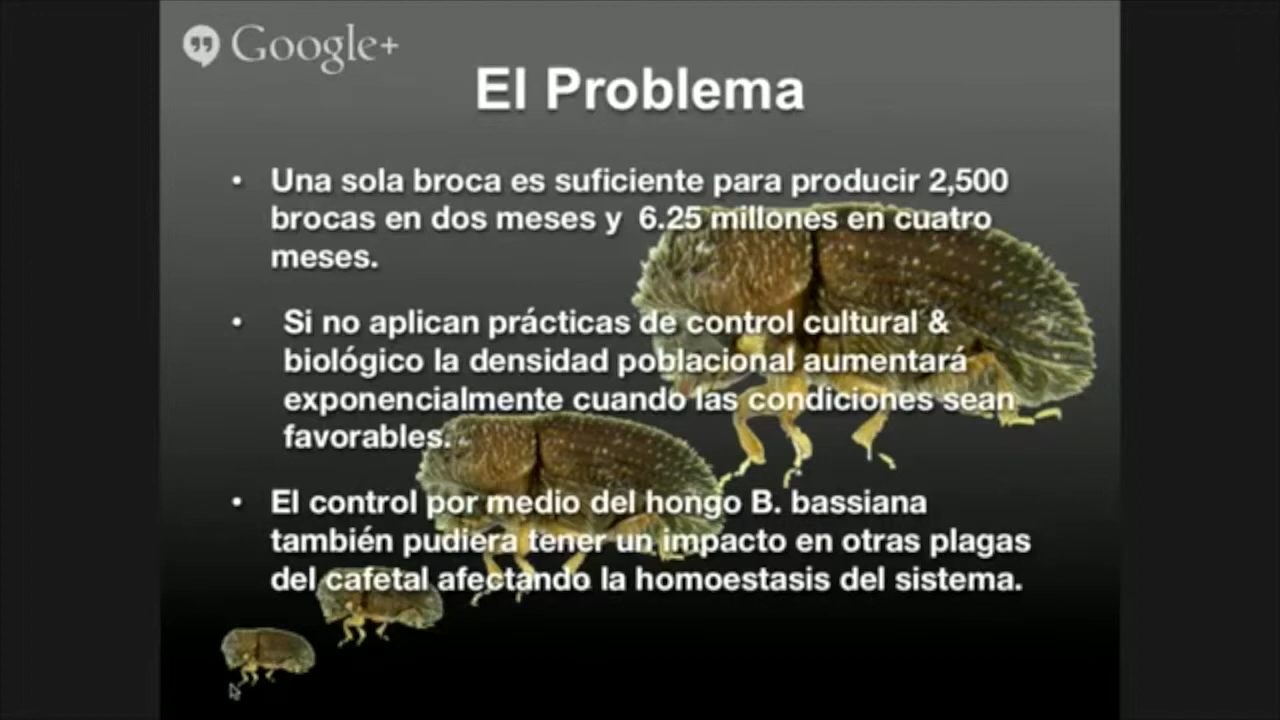 Google+
El Problema
• Una sola broca es suficiente para producir 2,500
brocas en dos meses y 6.25 millones en cuatro
meses.
• Si no aplican prácticas de control cultural &
biológico la densidad poblacional aumentará
exponencialmente cuando las condiciones sean
favorables.
• El control por medio del hongo B. bassiana
también pudiera tener un impacto en otras plagas
del cafetal afectando la homoestasis del sistema.